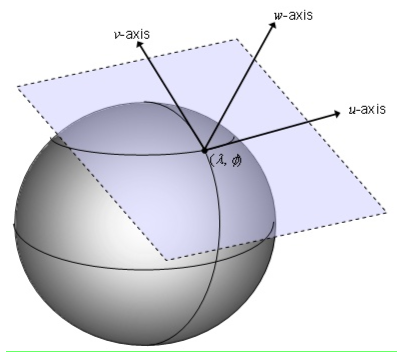 w-axis
v-axis
u-axis
(λ, ϕ)